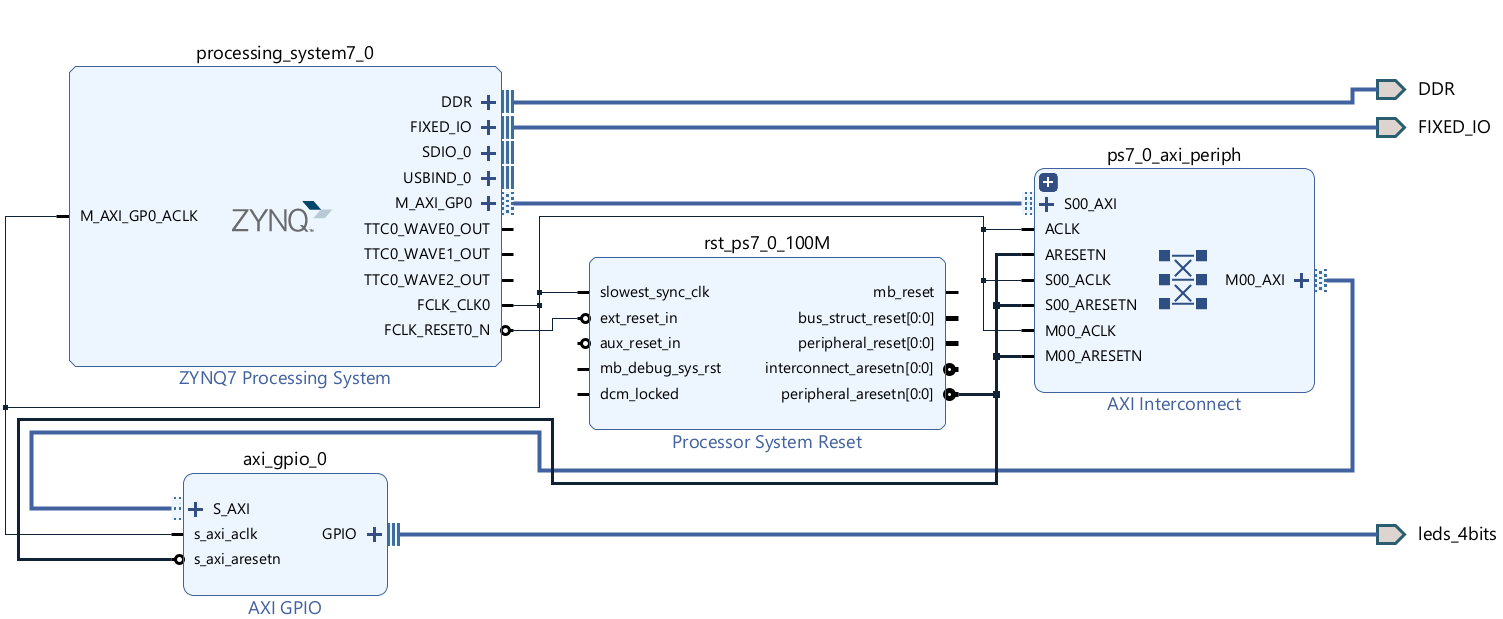 processing_system7_0
DDR
FIXED_IO
SDIO_0
USBIND_0
M_AXI_GP0
M_AXI_GP0_ACLK
ZYNQ
TTC0_WAVE0_OUT
TTC0_WAVE1_OUT
TTC0_WAVE2_OUT
FCLK_CLK0
FCLK_RESET0_N
ZYNQ7 Processing System
rst_ps7_0_100M
slowest_sync_clk
ext_reset_in
aux_reset_in
mb_debug_sys_rst
dcm_locked
mb_reset
bus_struct_reset[0:0]
peripheral_reset[0:0]
interconnect_aresetn[0:0]
peripheral_aresetn[0:0]
Processor System Reset
ps7_0_axi_periph
S00_AXI
ACLK
ARESETN
S00_ACLK
S00_ARESETN
M00_ACLK
M00_ARESETN
M00_AXI
AXI Interconnect
DDR
FIXED_IO
axi_gpio_0
S_AXI
s_axi_aclk
s_axi_aresetn
GPIO
AXI GPIO
leds_4bits